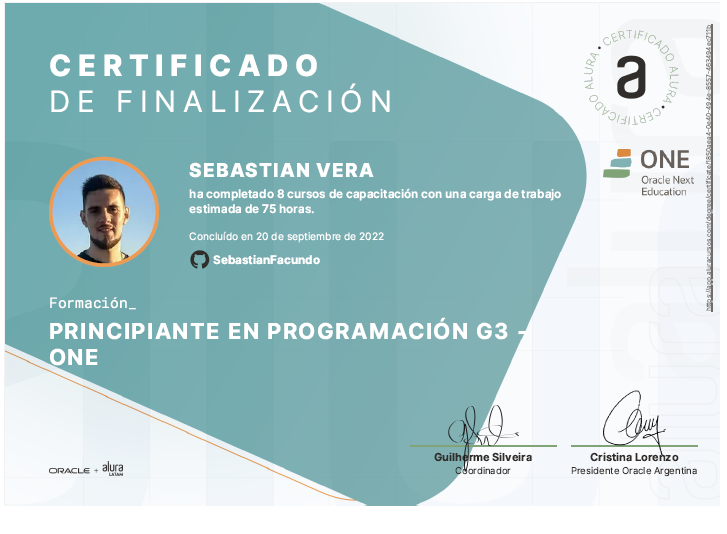 CERTIFICADO
DE FINALIZACIÓN
CERTIFICADO ALURA • CERTIFICADO ALURA •
a
ONE
Oracle Next
Education
SEBASTIAN VERA
ha completado 8 cursos de capacitación con una carga de trabajo
estimada de 75 horas.
Concluído en 20 de septiembre de 2022
SebastianFacundo
Formación_
PRINCIPIANTE EN PROGRAMACIÓN G3 -
ONE
Guilherme Silveira
Coordinador
Cristina Lorenzo
Presidente Oracle Argentina
ORACLE + alura
LATAM